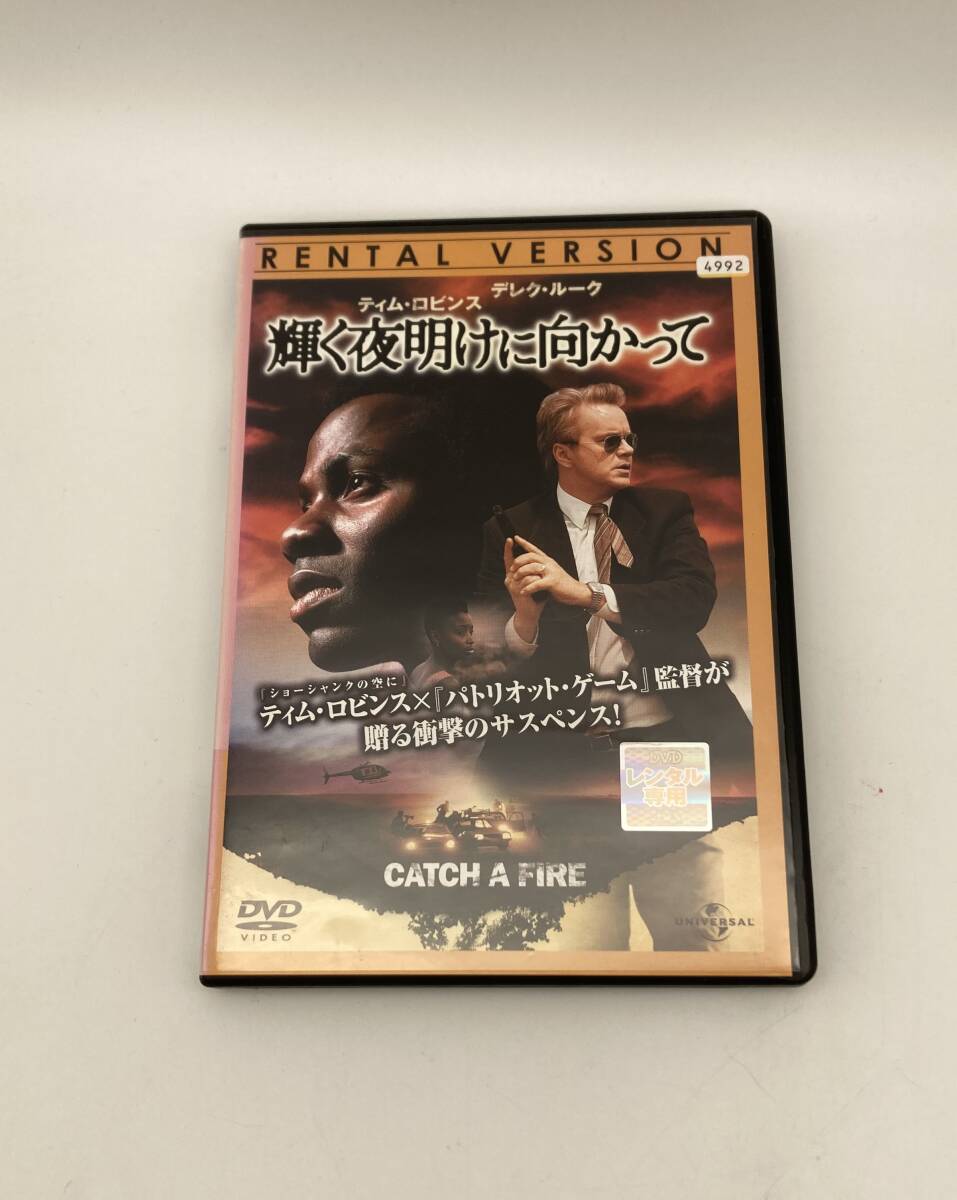 RENTAL VERSION
4992
デレク・ルーク
ティム・ロビンス
輝く夜明けに向かって
「ショーシャンクの空に」
ティム・ロビンス×『パトリオット・ゲーム』監督が
贈る衝撃のサスペンス!
DVD
レンタル
専用
CATCH A FIRE
DVD
VIDEO
UNIVERSAL